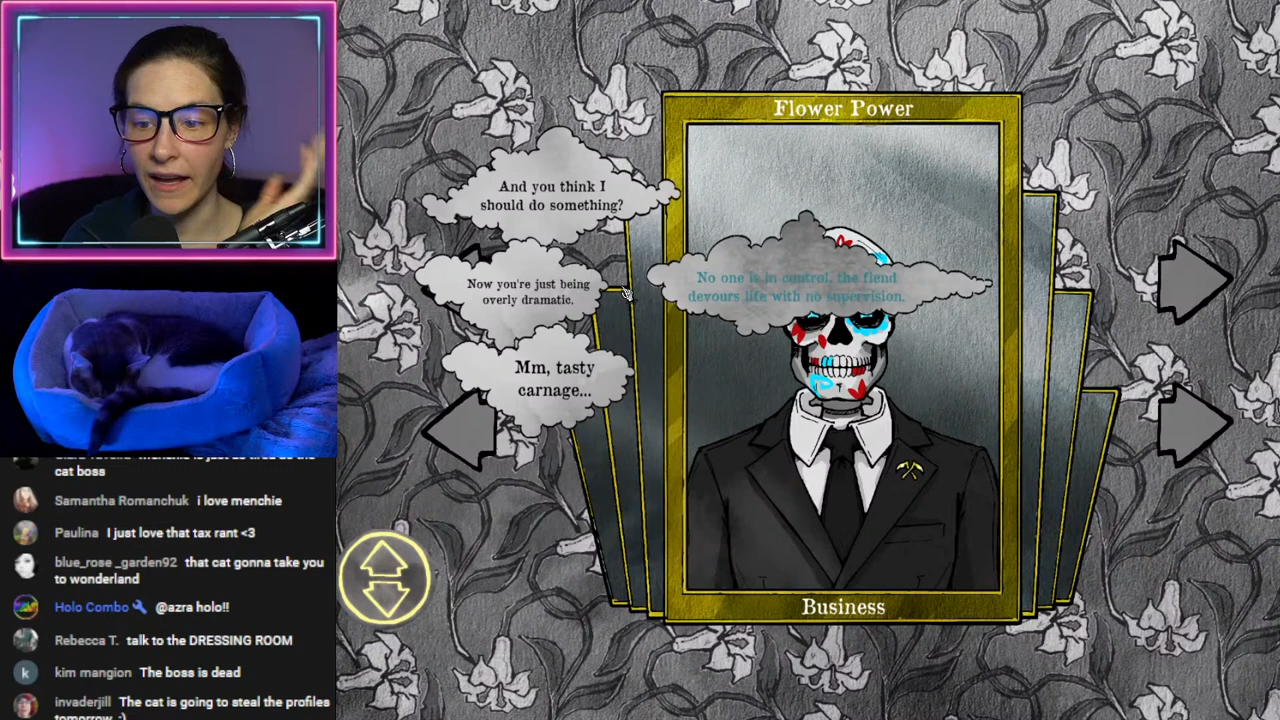 Flower Power
And you think I
should do something?
No one is in control, the fiend
devours life with no supervision.
Now you're just being
overly dramatic.
Mm, tasty
carnage...
Business
cat boss
Samantha Romanchuk i love menchie
Paulina I just love that tax rant <3
blue_rose_garden92 that cat gonna take you
to wonderland
Holo Combo @azra holo!!
Rebecca T. talk to the DRESSING ROOM
kim mangion The boss is dead
invaderjill The cat is going to steal the profiles
tomorrow :)